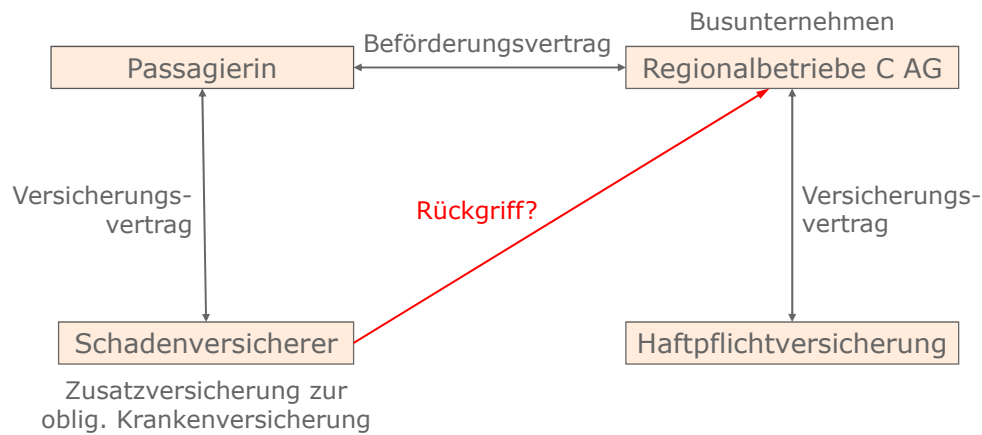 Busunternehmen
Beförderungsvertrag
Passagierin
Regionalbetriebe C AG
Versicherungs-
vertrag
Rückgriff?
Versicherungs-
vertrag
Schadenversicherer
Haftpflichtversicherung
Zusatzversicherung zur
oblig. Krankenversicherung